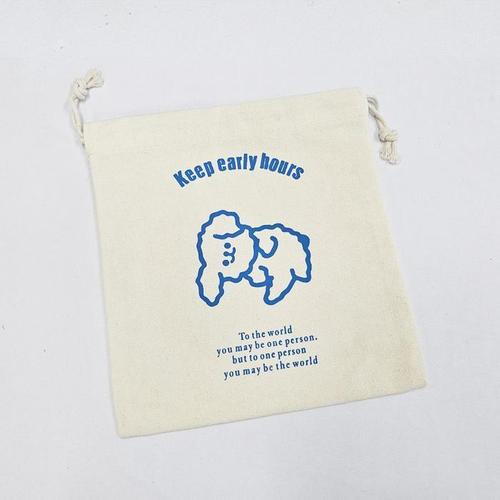 Keep early hours
To the world
you may be one person.
but to one person
you may be the world